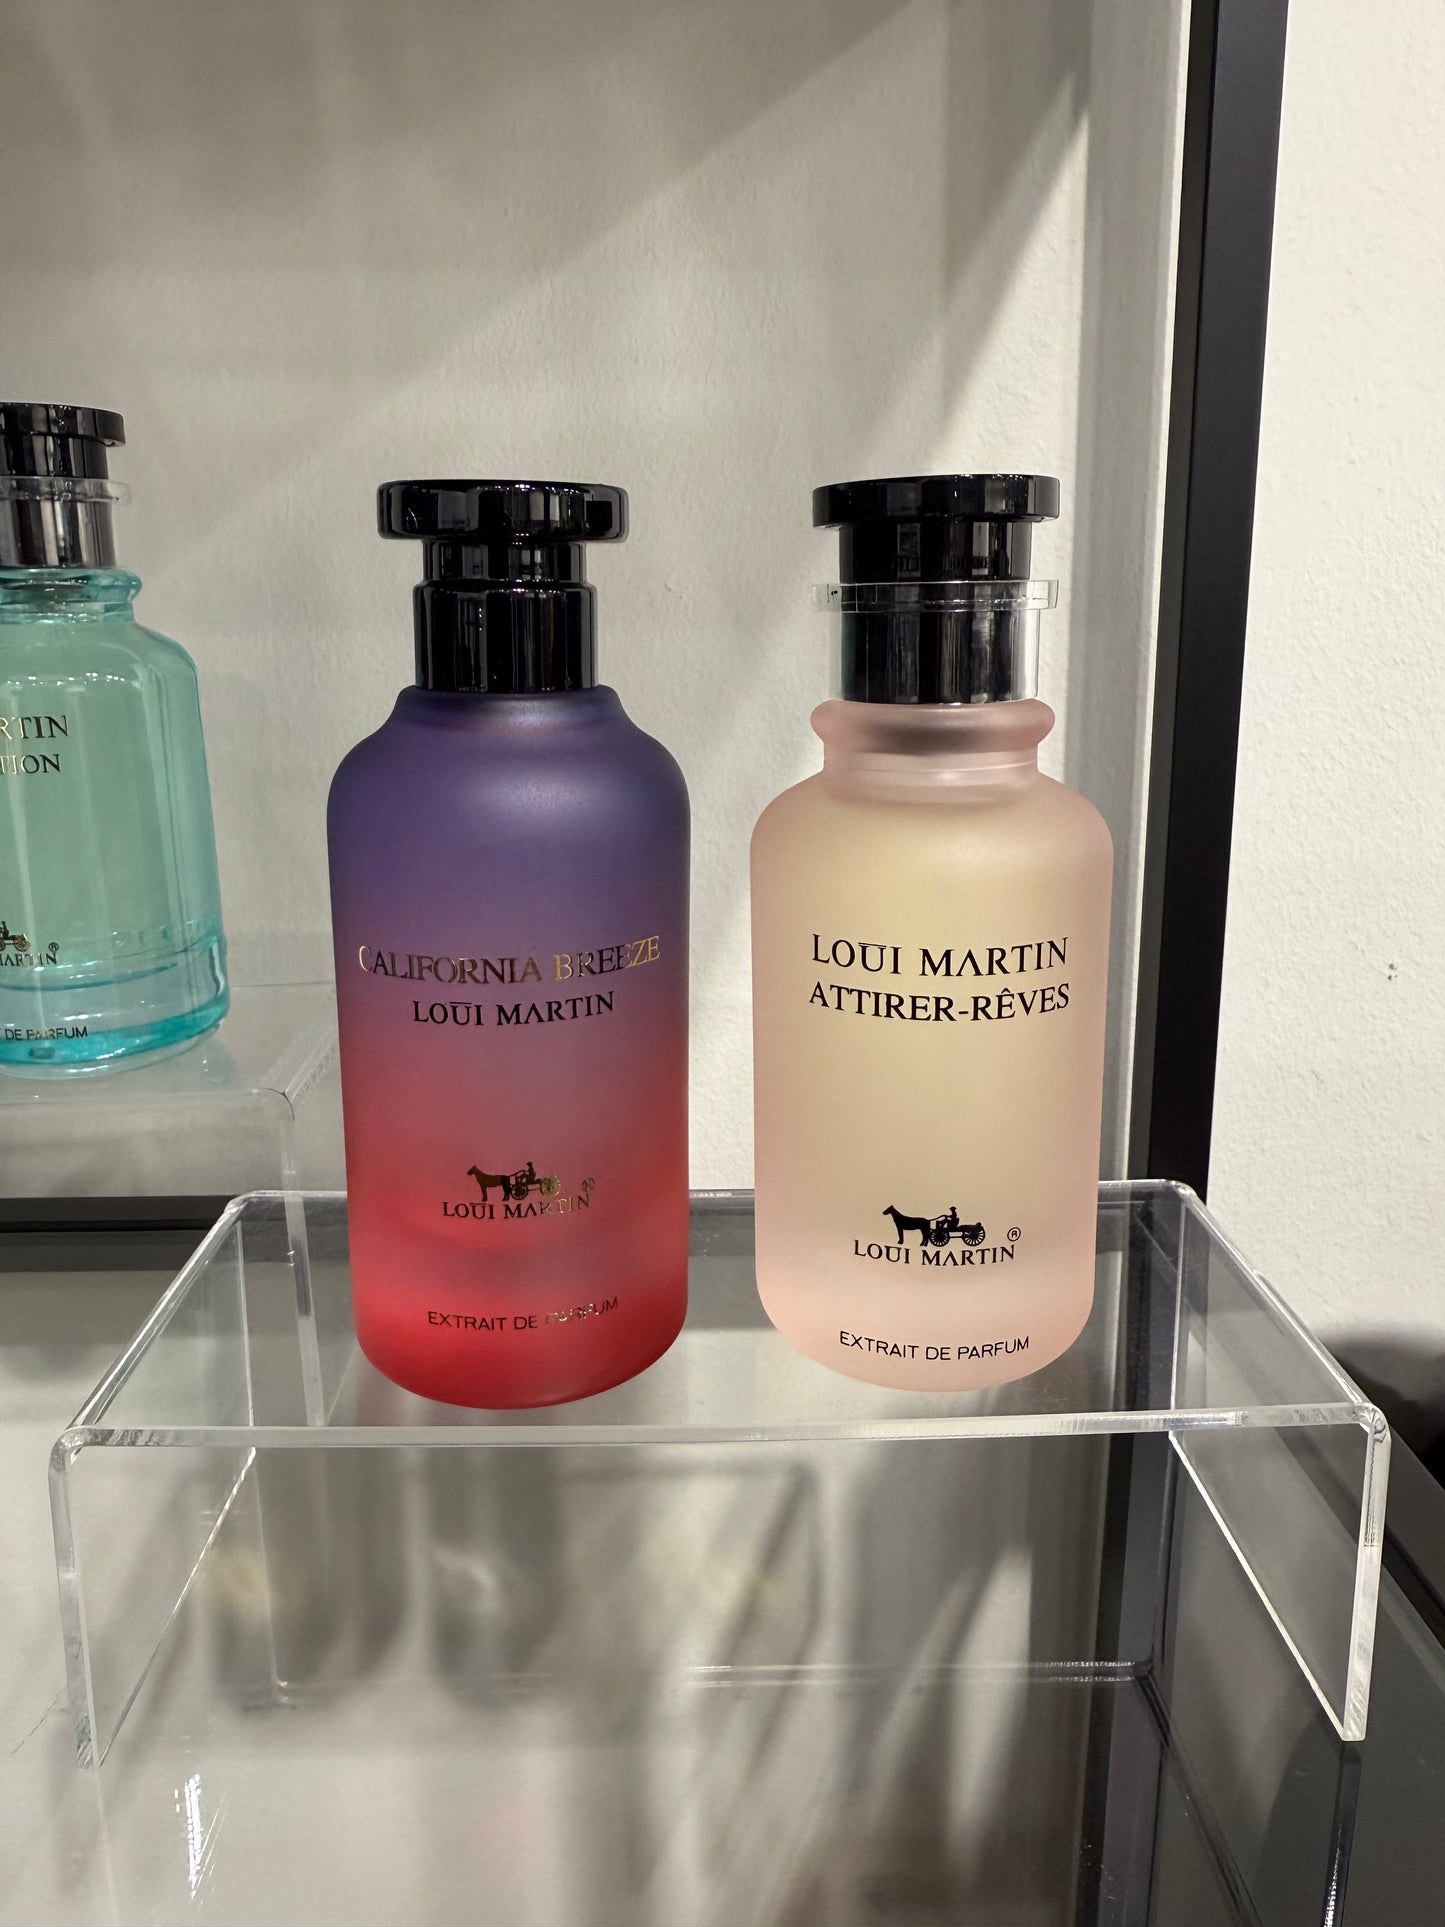 RTIN
TION
MARTIN®
DE PARFUM
CALIFORNIA BREEZE
LOŪI MARTIN
LOŪI MARTIN®
EXTRAIT DE PARFUM
LOŪI MARTIN
ATTIRER-RÊVES
LOŪI MARTIN®
EXTRAIT DE PARFUM